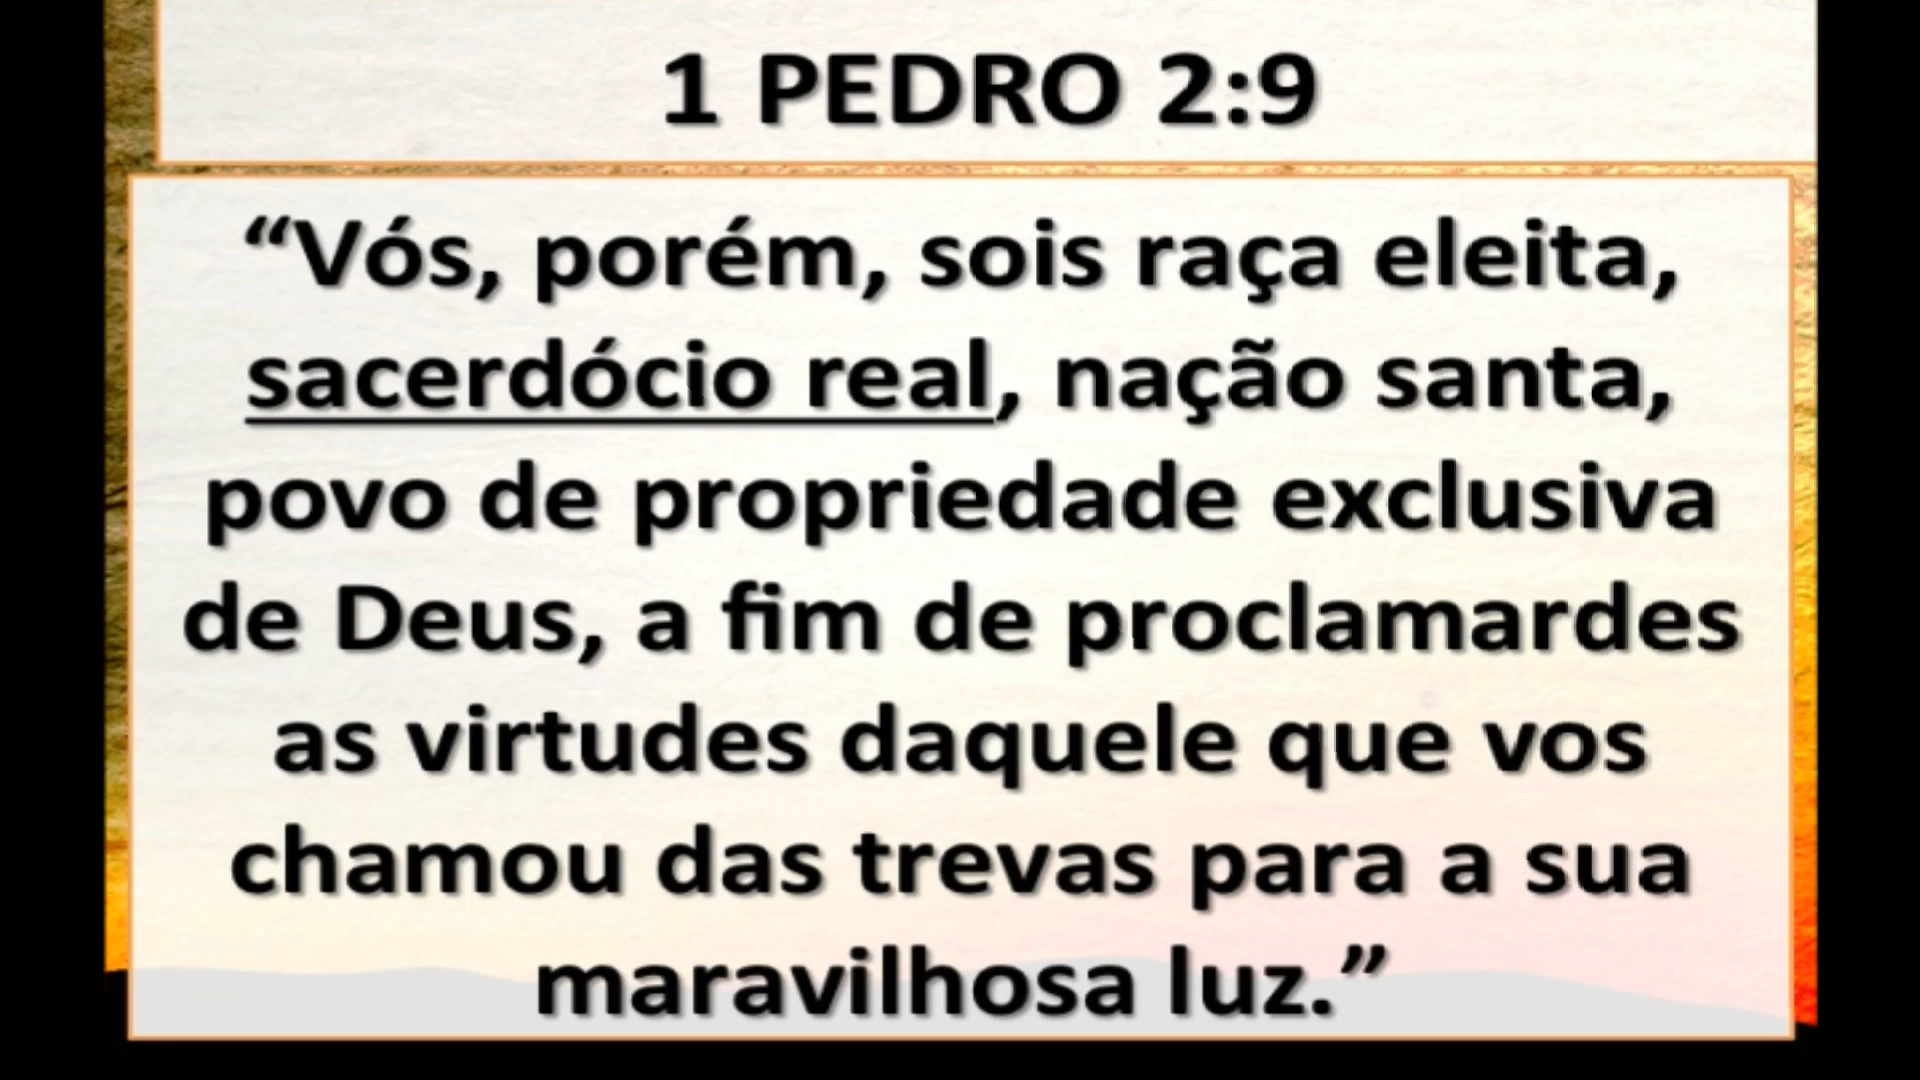 1 PEDRO 2:9
“Vós, porém, sois raça eleita,
sacerdócio real, nação santa,
povo de propriedade exclusiva
de Deus, a fim de proclamardes
as virtudes daquele que vos
chamou das trevas para a sua
maravilhosa luz.”